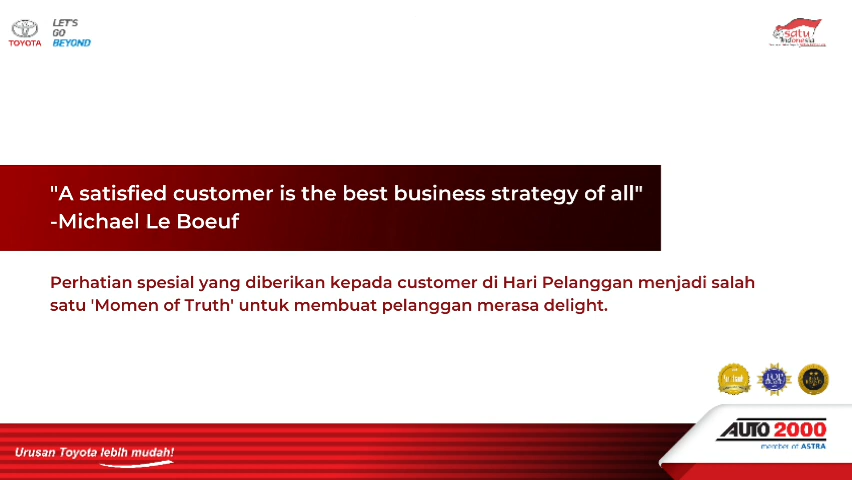 TOYOTA
LET'S
GO
BEYOND
satu
indonesia
"A satisfied customer is the best business strategy of all"
-Michael Le Boeuf
Perhatian spesial yang diberikan kepada customer di Hari Pelanggan menjadi salah
satu 'Momen of Truth' untuk membuat pelanggan merasa delight.
TOP
Urusan Toyota lebih mudah!
AUTO 2000
member of ASTRA